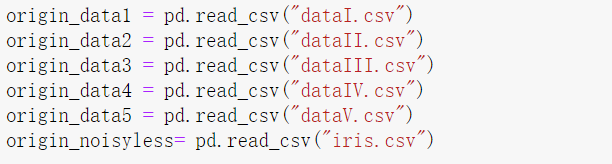 origin_data1 = pd.read_csv("dataI.csv")
origin_data2 = pd.read_csv("dataII.csv")
origin_data3 = pd.read_csv("dataIII.csv")
origin_data4 = pd.read_csv("dataIV.csv")
origin_data5 = pd.read_csv("dataV.csv")
origin_noisyless= pd.read_csv("iris.csv")